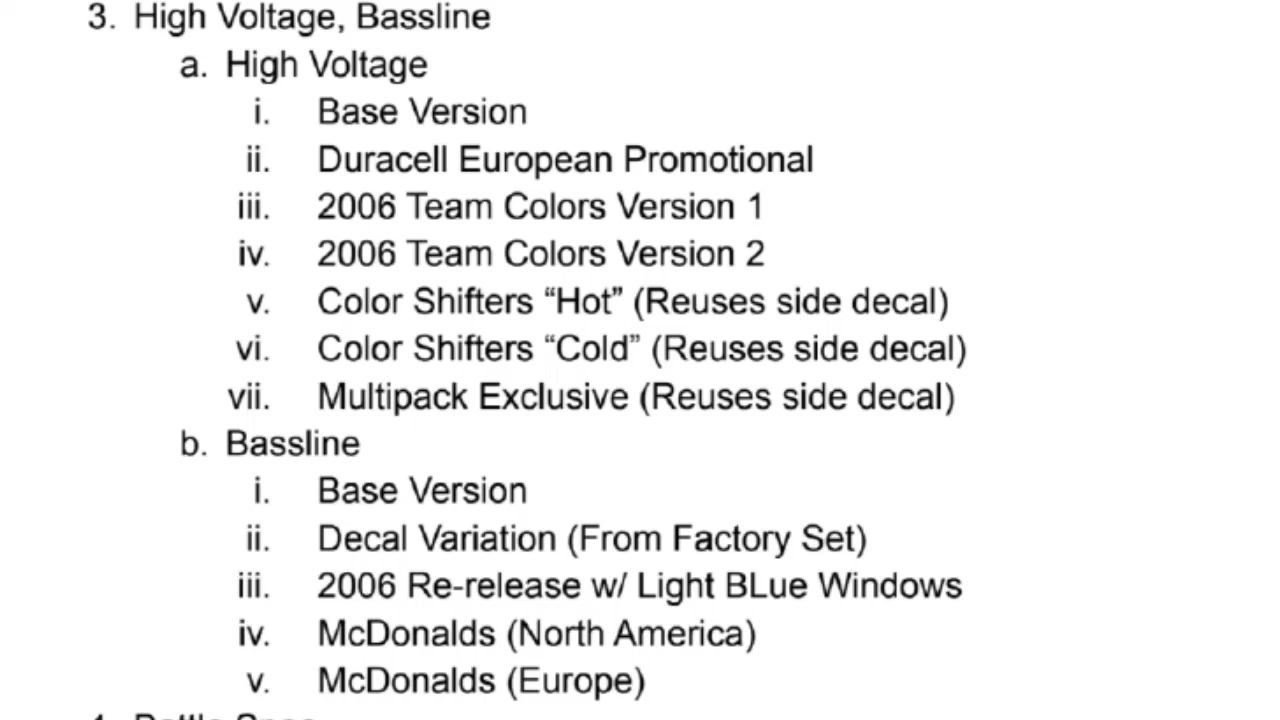 3. High Voltage, Bassline
a. High Voltage
i. Base Version
ii. Duracell European Promotional
iii. 2006 Team Colors Version 1
iv. 2006 Team Colors Version 2
v. Color Shifters “Hot” (Reuses side decal)
vi. Color Shifters “Cold” (Reuses side decal)
vii. Multipack Exclusive (Reuses side decal)
b. Bassline
i. Base Version
ii. Decal Variation (From Factory Set)
iii. 2006 Re-release w/ Light BLue Windows
iv. McDonalds (North America)
v. McDonalds (Europe)